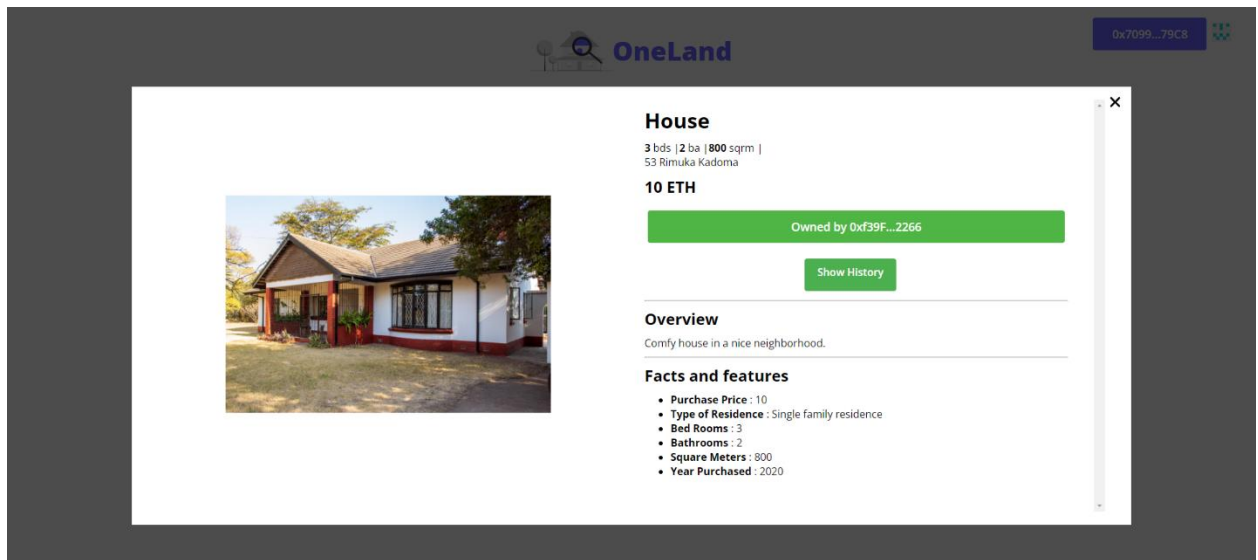 OneLand
0x7099...79C8
House
3 bds |2 ba |800 sqrm |
53 Rimuka Kadoma
10 ETH
Owned by 0xf39F...2266
Show History
Overview
Comfy house in a nice neighborhood.
Facts and features
• Purchase Price : 10
• Type of Residence : Single family residence
• Bed Rooms : 3
• Bathrooms : 2
• Square Meters : 800
• Year Purchased : 2020